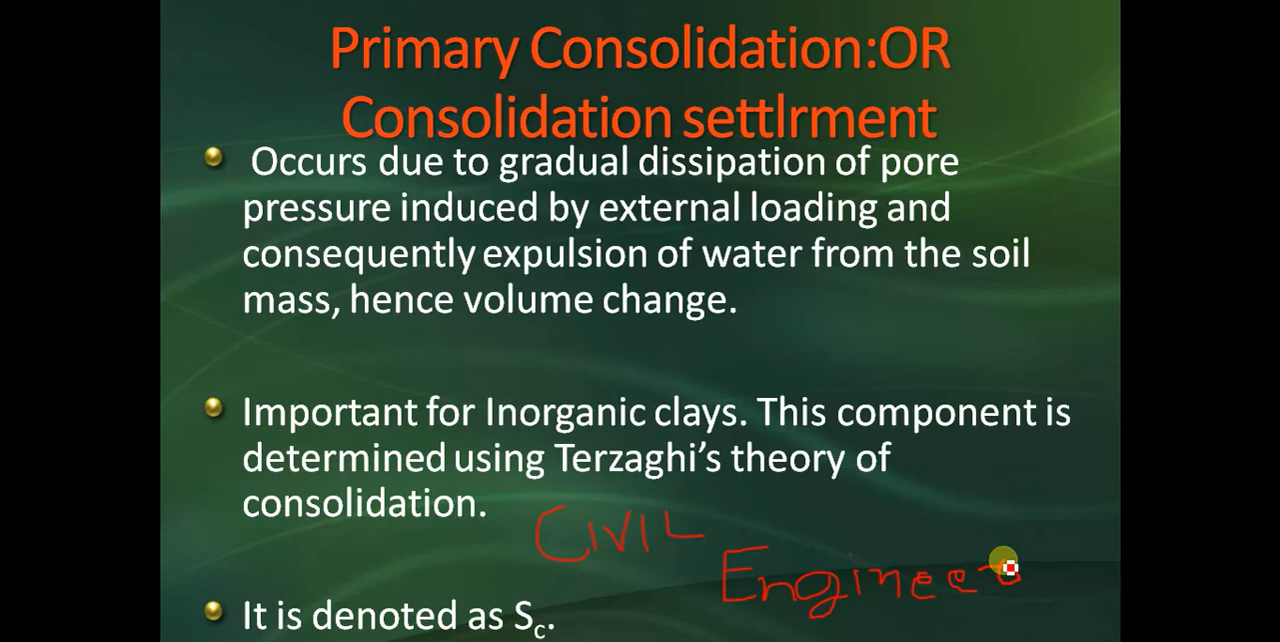 Primary Consolidation:OR
Consolidation settlrment
Occurs due to gradual dissipation of pore
pressure induced by external loading and
consequently expulsion of water from the soil
mass, hence volume change.
Important for Inorganic clays. This component is
determined using Terzaghi’s theory of
consolidation.
CIVIL
Engineer
It is denoted as Sc.